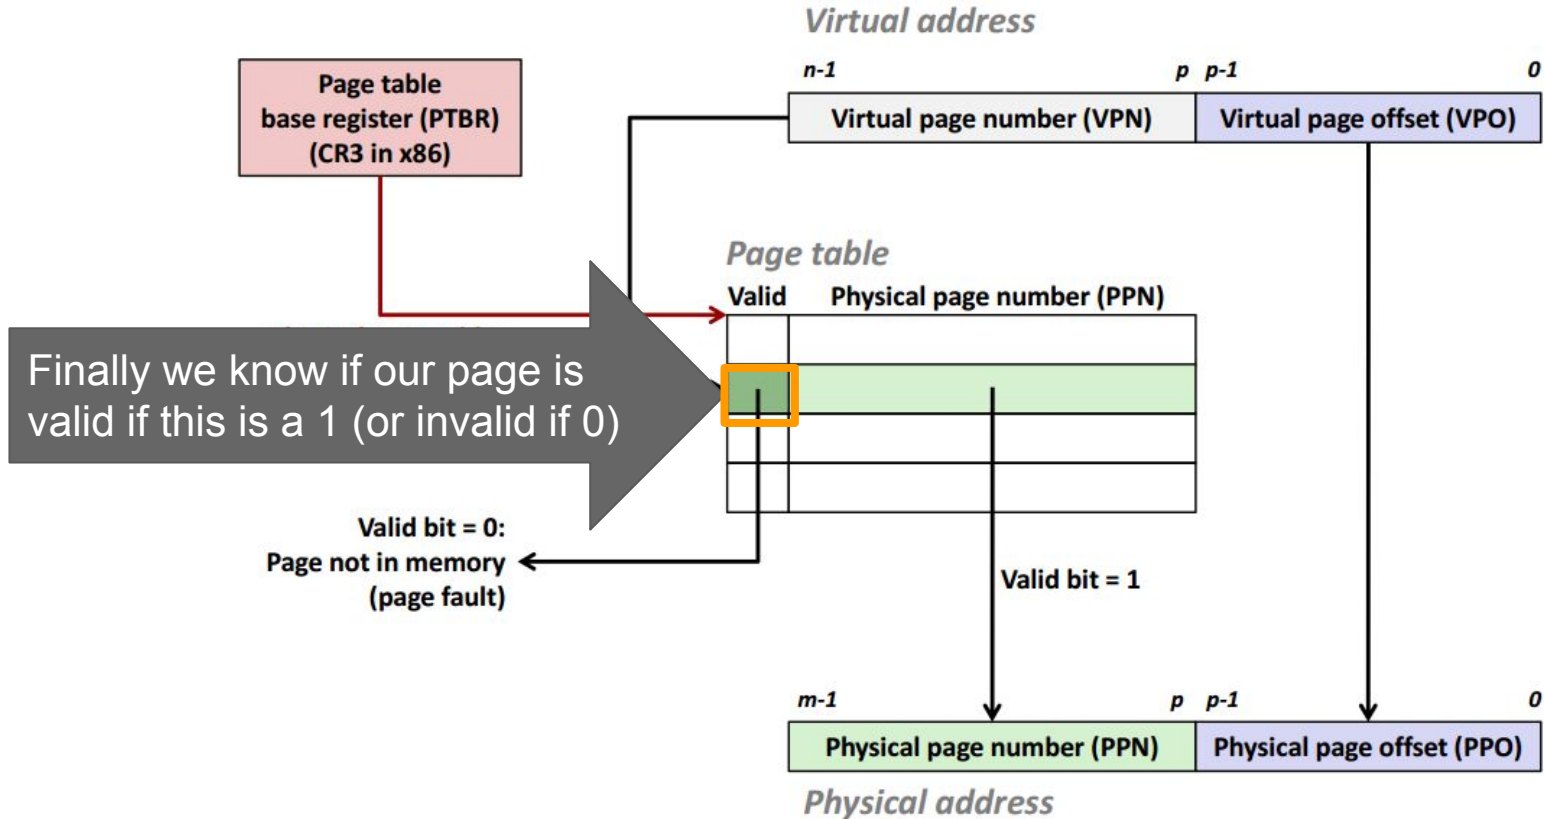 Virtual address
n-1 p p-1 0
Virtual page number (VPN) Virtual page offset (VPO)
Page table
base register (PTBR)
(CR3 in x86)
Page table
Valid Physical page number (PPN)
Finally we know if our page is
valid if this is a 1 (or invalid if 0)
Valid bit = 0:
Page not in memory
(page fault)
Valid bit = 1
m-1 p p-1 0
Physical page number (PPN) Physical page offset (PPO)
Physical address